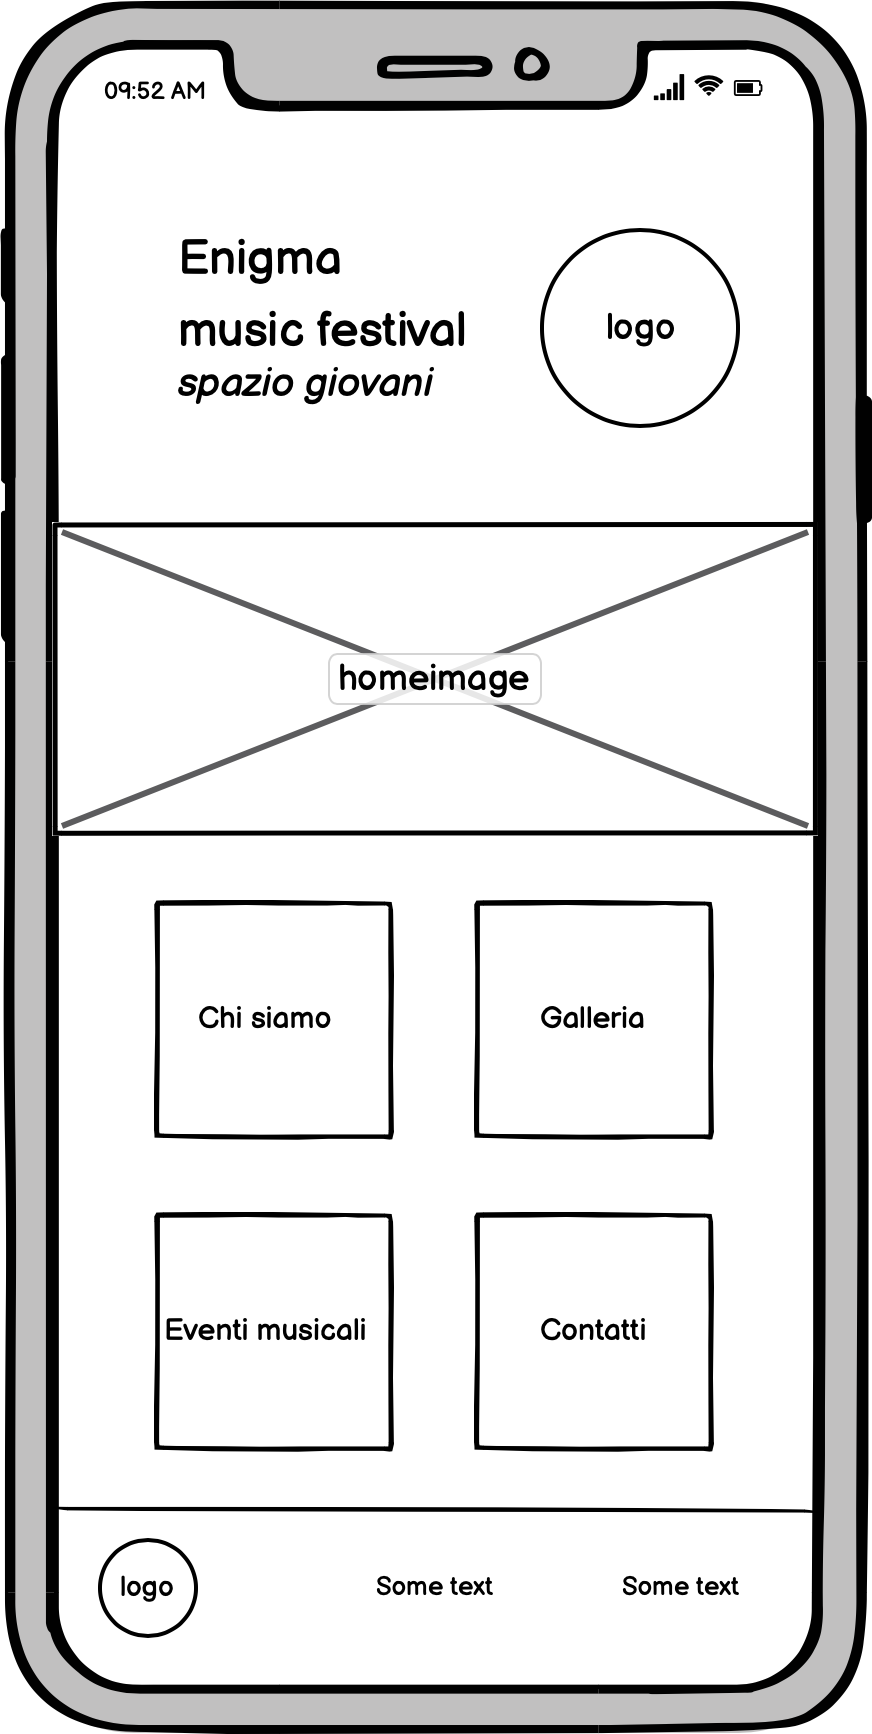 09:52 AM
Enigma
music festival
spazio giovani
logo
homeimage
Chi siamo
Galleria
Eventi musicali
Contatti
logo
Some text
Some text